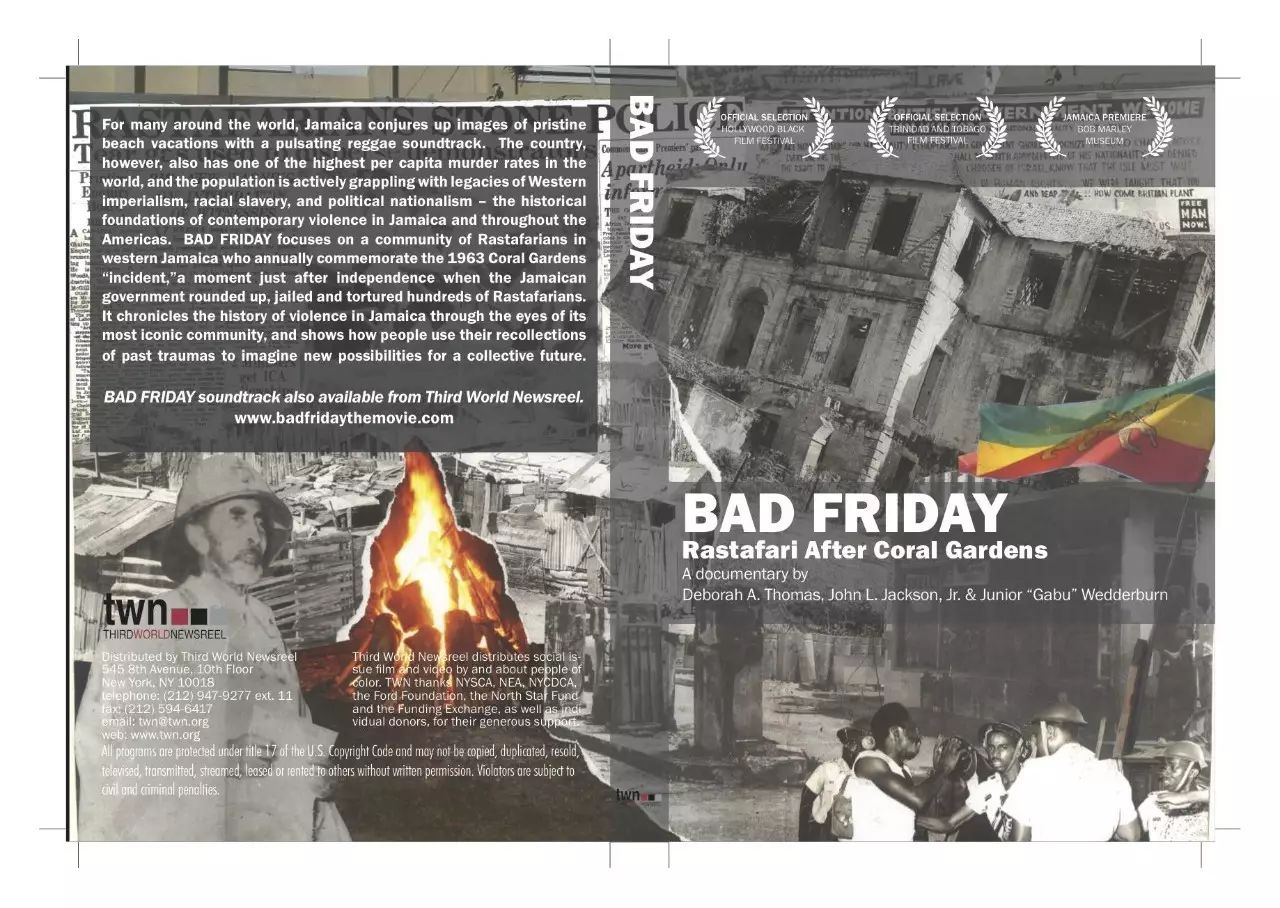 RASTAFARIANS STONE POLICE
For many around the world, Jamaica conjures up images of pristine
beach vacations with a pulsating reggae soundtrack. The country,
however, also has one of the highest per capita murder rates in the
world, and the population is actively grappling with legacies of Western
imperialism, racial slavery, and political nationalism – the historical
foundations of contemporary violence in Jamaica and throughout the
Americas. BAD FRIDAY focuses on a community of Rastafarians in
western Jamaica who annually commemorate the 1963 Coral Gardens
“incident,”a moment just after independence when the Jamaican
government rounded up, jailed and tortured hundreds of Rastafarians.
It chronicles the history of violence in Jamaica through the eyes of its
most iconic community, and shows how people use their recollections
of past traumas to imagine new possibilities for a collective future.
BAD FRIDAY soundtrack also available from Third World Newsreel.
www.badfridaythemovie.com
twn
THIRDWORLDNEWSREEL
Distributed by Third World Newsreel
545 8th Avenue, 10th Floor
New York, NY 10018
telephone: (212) 947-9277 ext. 11
fax: (212) 594-6417
email: twn@twn.org
web: www.twn.org
Third World Newsreel distributes social is-
sue film and video by and about people of
color. TWN thanks NYSCA, NEA, NYCDCA,
the Ford Foundation, the North Star Fund
and the Funding Exchange, as well as indi
vidual donors, for their generous support.
All programs are protected under title 17 of the U.S. Copyright Code and may not be copied, duplicated, resold,
televised, transmitted, streamed, leased or rented to others without written permission. Violators are subject to
civil and criminal penalties.
BAD FRIDAY
twn
Apartheid: Only
OFFICIAL SELECTION
HOLLYWOOD BLACK
FILM FESTIVAL
OFFICIAL SELECTION
TRINIDAD AND TOBAGO
FILM FESTIVAL
JAMAICA PREMIERE
BOB MARLEY
MUSEUM
HOW COME BRITAIN PLANT
FREE
MAN
NOW!
BAD FRIDAY
Rastafari After Coral Gardens
A documentary by
Deborah A. Thomas, John L. Jackson, Jr. & Junior “Gabu” Wedderburn